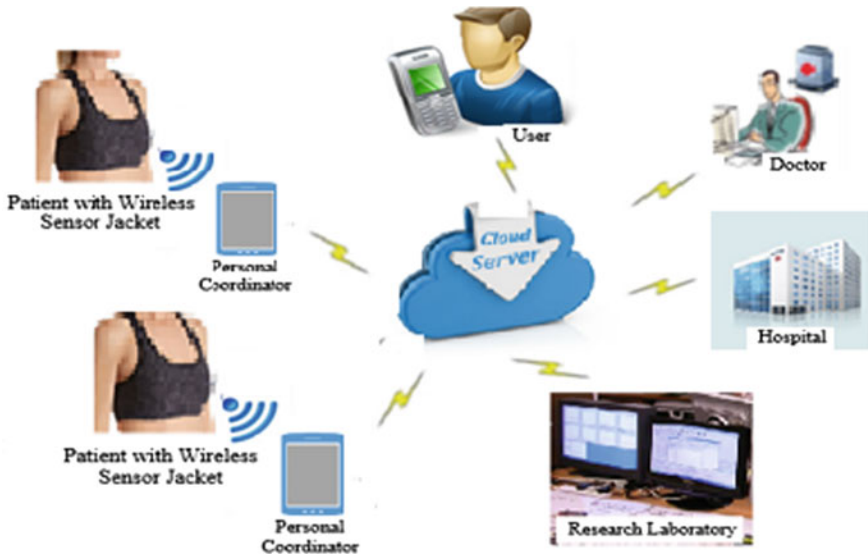 User
Doctor
Patient with Wireless
Sensor Jacket
Cloud
Server
Personal
Coordinator
Hospital
Patient with Wireless
Sensor Jacket
Personal
Coordinator
Research Laboratory